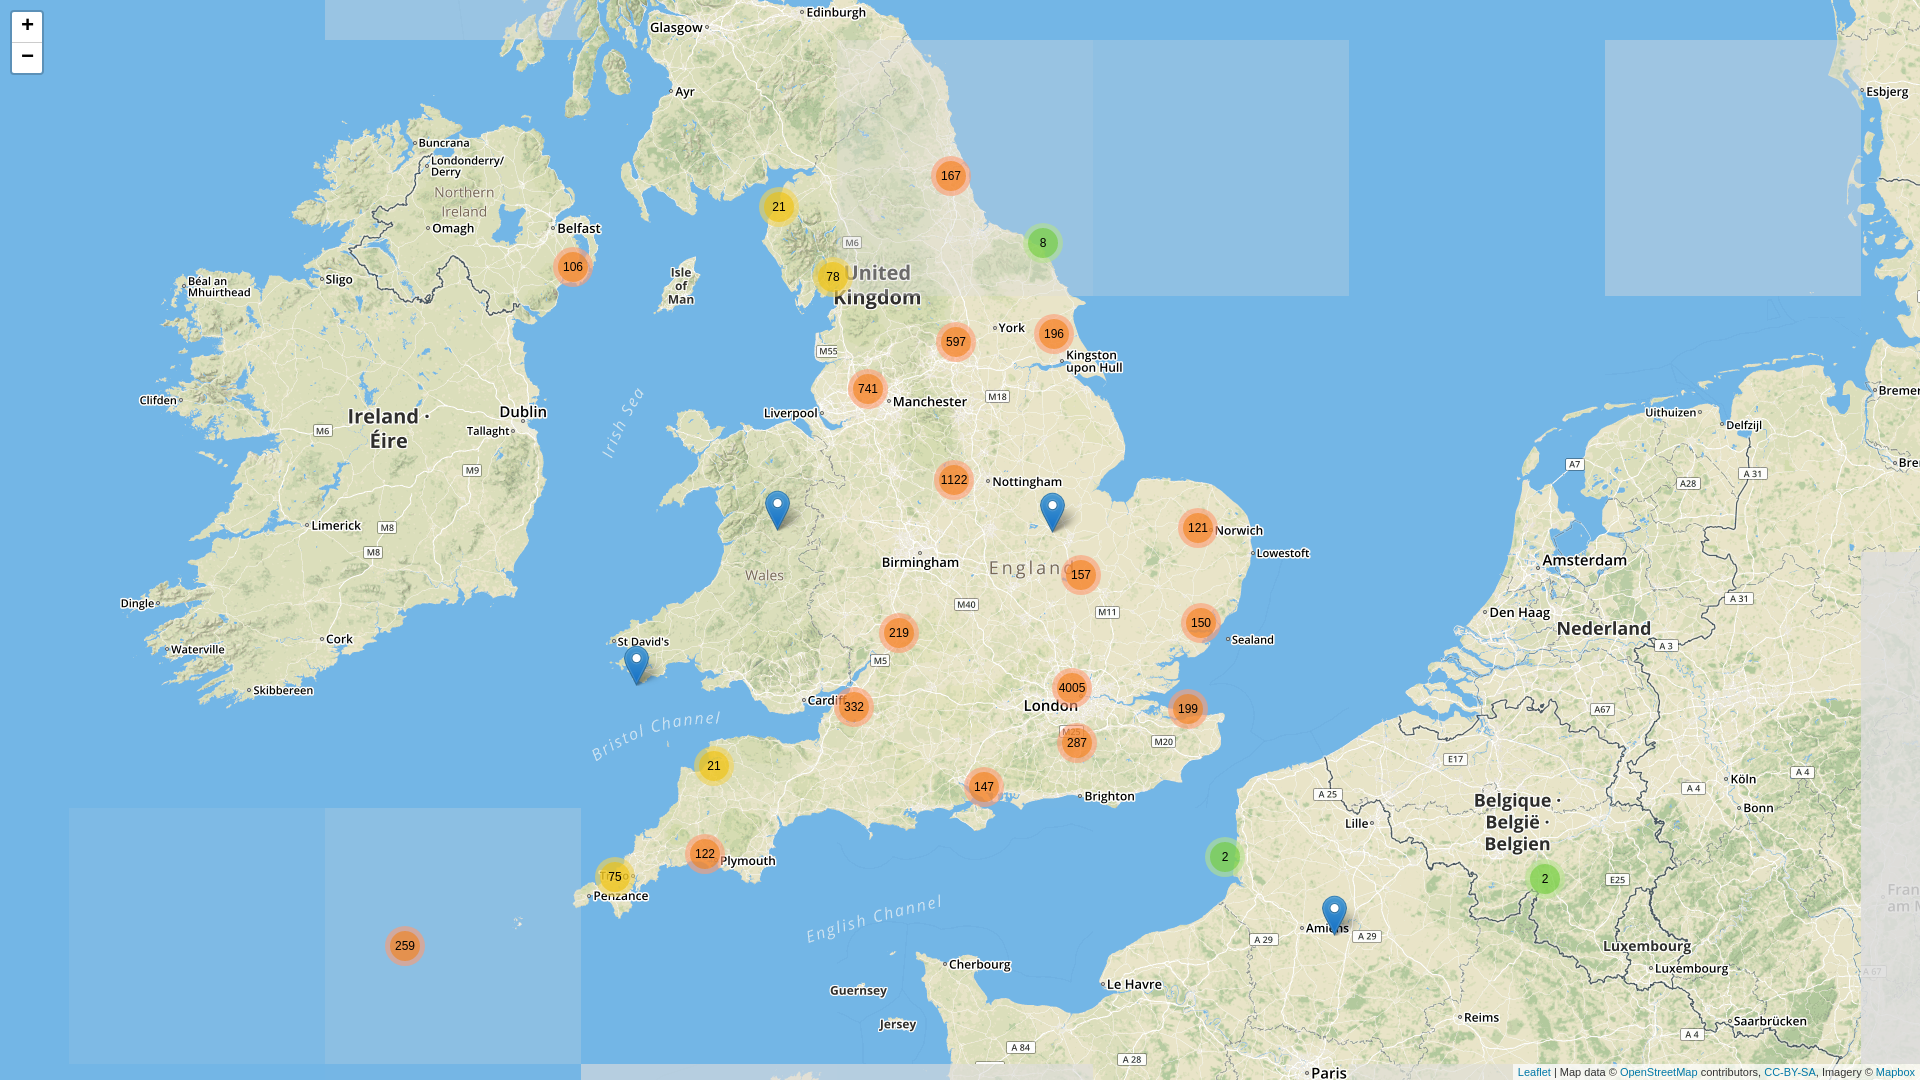 +
−
Edinburgh
Glasgow
Ayr
Esbjerg
Buncrana
Londonderry/
Derry
Northern
Ireland
Omagh
Belfast
167
21
8
M6
106
78
United
Kingdom
Isle
of
Man
Béal an
Mhuirthead
Sligo
York
196
597
M55
Kingston
upon Hull
741
Manchester
M18
Liverpool
Irish Sea
Clifden
Ireland ·
Éire
Dublin
Tallaght
M6
M9
Uithuizen
Delfzijl
A7
A 31
A28
1122
Nottingham
Limerick
M8
M8
121
Norwich
Lowestoft
Birmingham
England
157
Wales
Amsterdam
Den Haag
A 31
Nederland
A 3
Dingle
M40
M11
150
Sealand
219
M5
Cork
Waterville
Skibbereen
St David's
Cardiff
332
4005
London
199
M25
287
M20
Bristol Channel
21
147
Brighton
A67
E17
A 25
Lille
Köln
A 4
A 4
Bonn
Belgique ·
België ·
Belgien
122
Plymouth
75
Penzance
2
2
E25
259
English Channel
Amiens
A 29
A 29
Luxembourg
Luxembourg
A 67
Cherbourg
Guernsey
Jersey
Le Havre
Reims
Saarbrücken
A 4
A 84
A 28
Paris
Leaflet | Map data © OpenStreetMap contributors, CC-BY-SA, Imagery © Mapbox